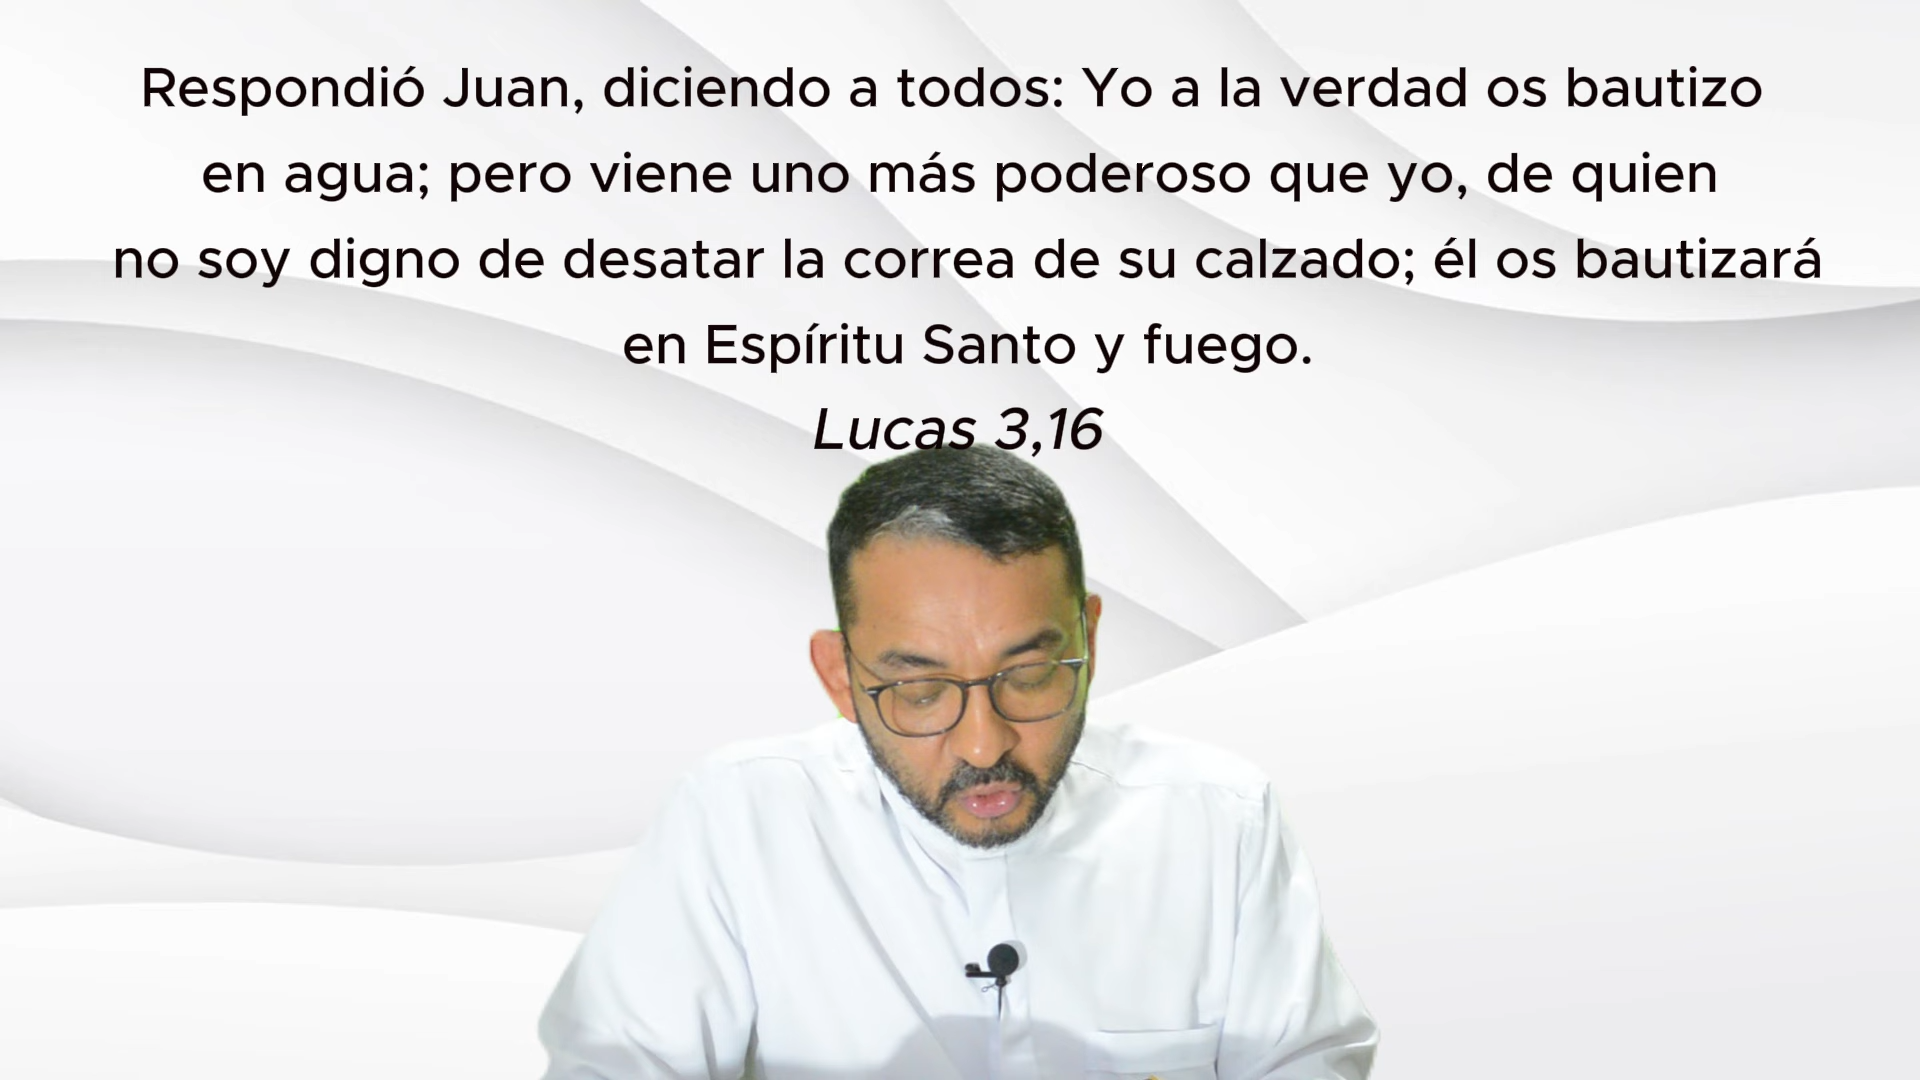 Respondió Juan, diciendo a todos: Yo a la verdad os bautizo
en agua; pero viene uno más poderoso que yo, de quien
no soy digno de desatar la correa de su calzado; él os bautizará
en Espíritu Santo y fuego.
Lucas 3,16